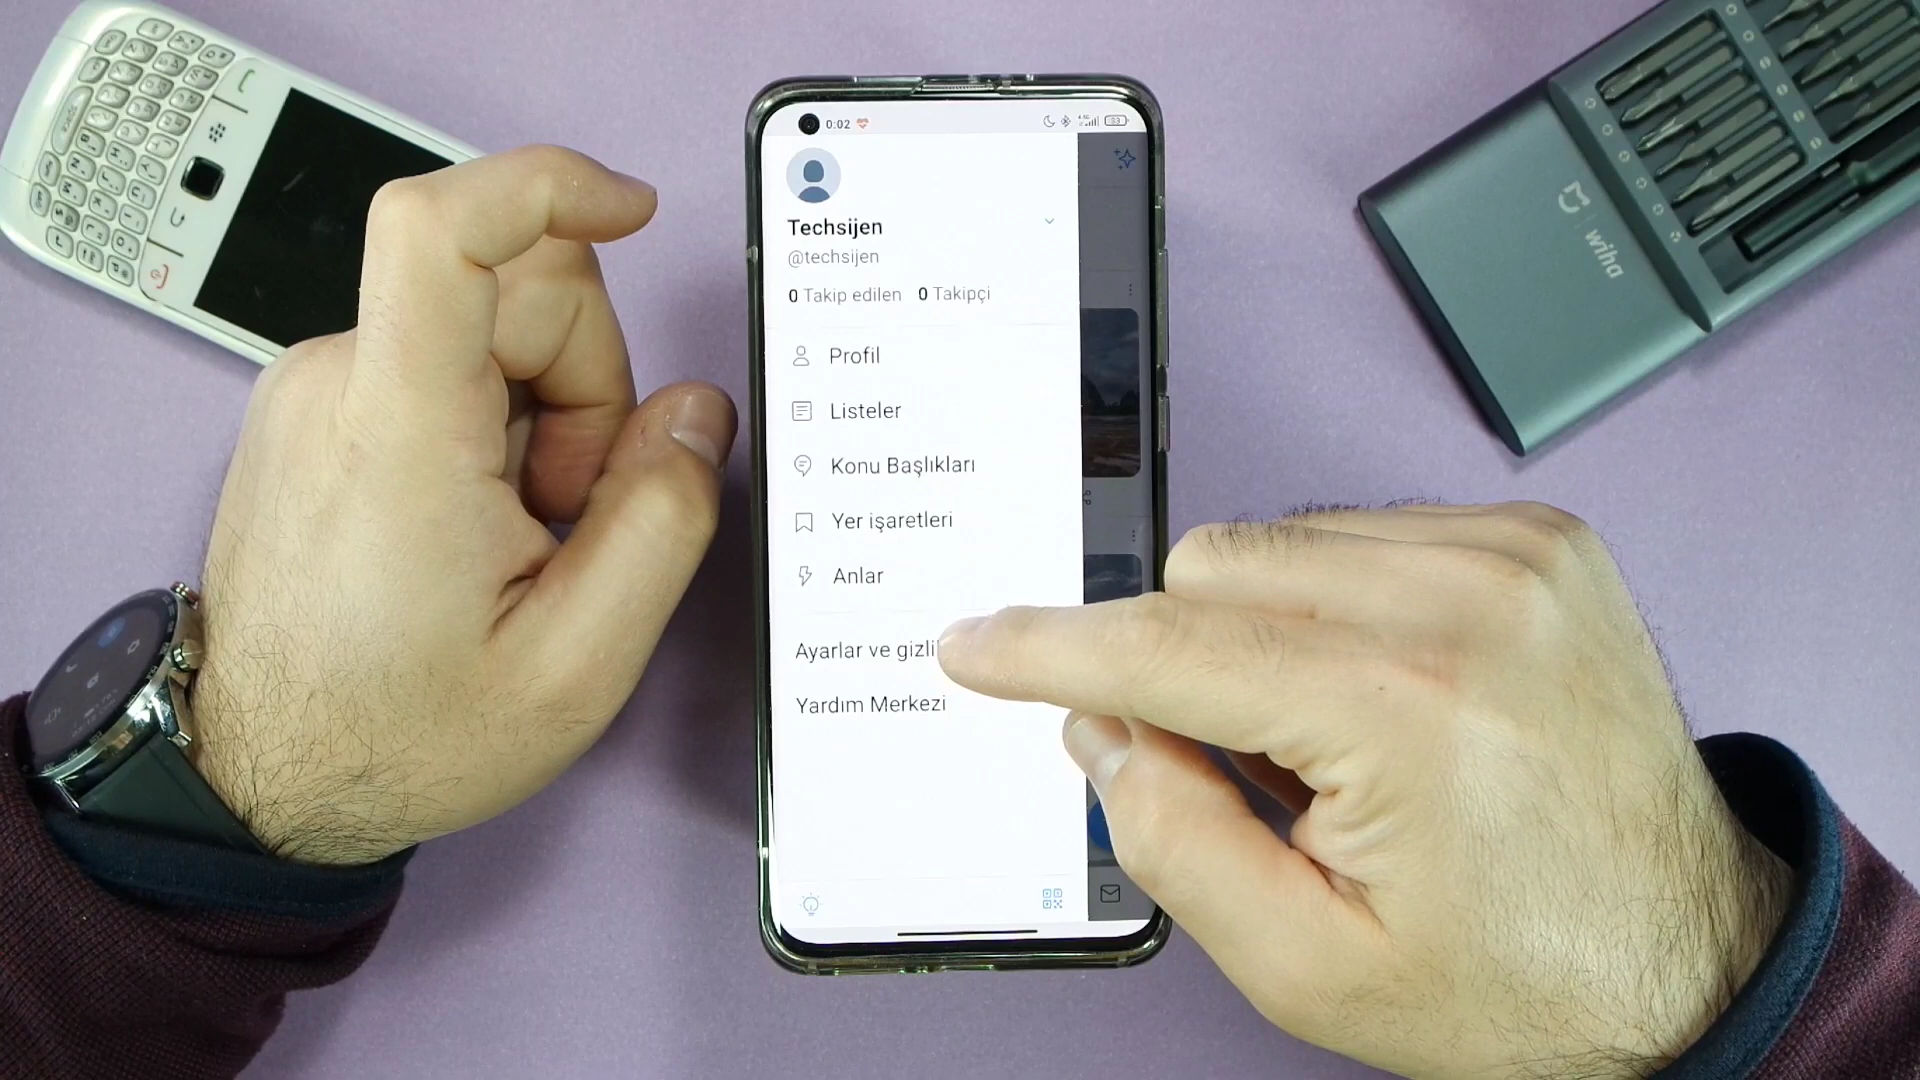 0:02
83
Techsijen
@techsijen
0 Takip edilen 0 Takipçi
Profil
Listeler
Konu Başlıkları
Yer işaretleri
Anlar
Ayarlar ve gizli
Yardım Merkezi
wiha